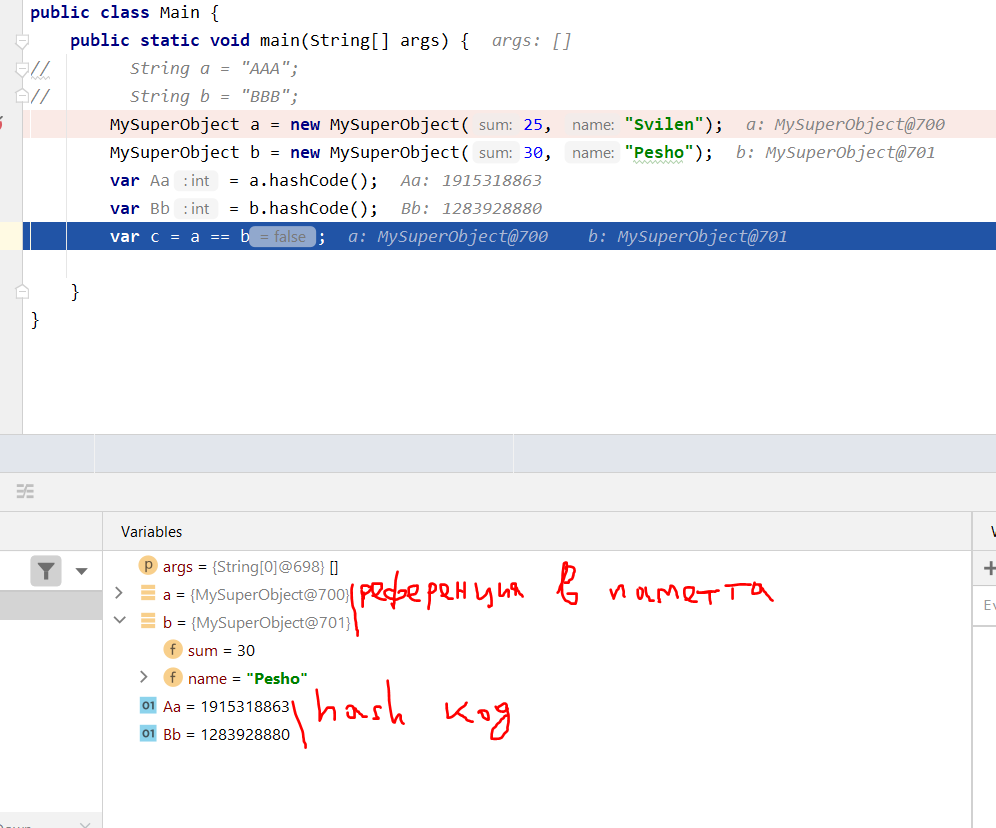 public class Main {
public static void main(String[] args) {   args: []
//        String a = "AAA";
//        String b = "BBB";
MySuperObject a = new MySuperObject( sum: 25,  name: "Svilen");   a: MySuperObject@700
MySuperObject b = new MySuperObject( sum: 30,  name: "Pesho");   b: MySuperObject@701
var Aa : int = a.hashCode();   Aa: 1915318863
var Bb : int = b.hashCode();   Bb: 1283928880
var c = a == b = false ;   a: MySuperObject@700    b: MySuperObject@701
}
}
Variables
args = {String[0]@698} []
a = {MySuperObject@700} референция в паметта
b = {MySuperObject@701}
sum = 30
name = "Pesho"
Aa = 1915318863 hash код
Bb = 1283928880